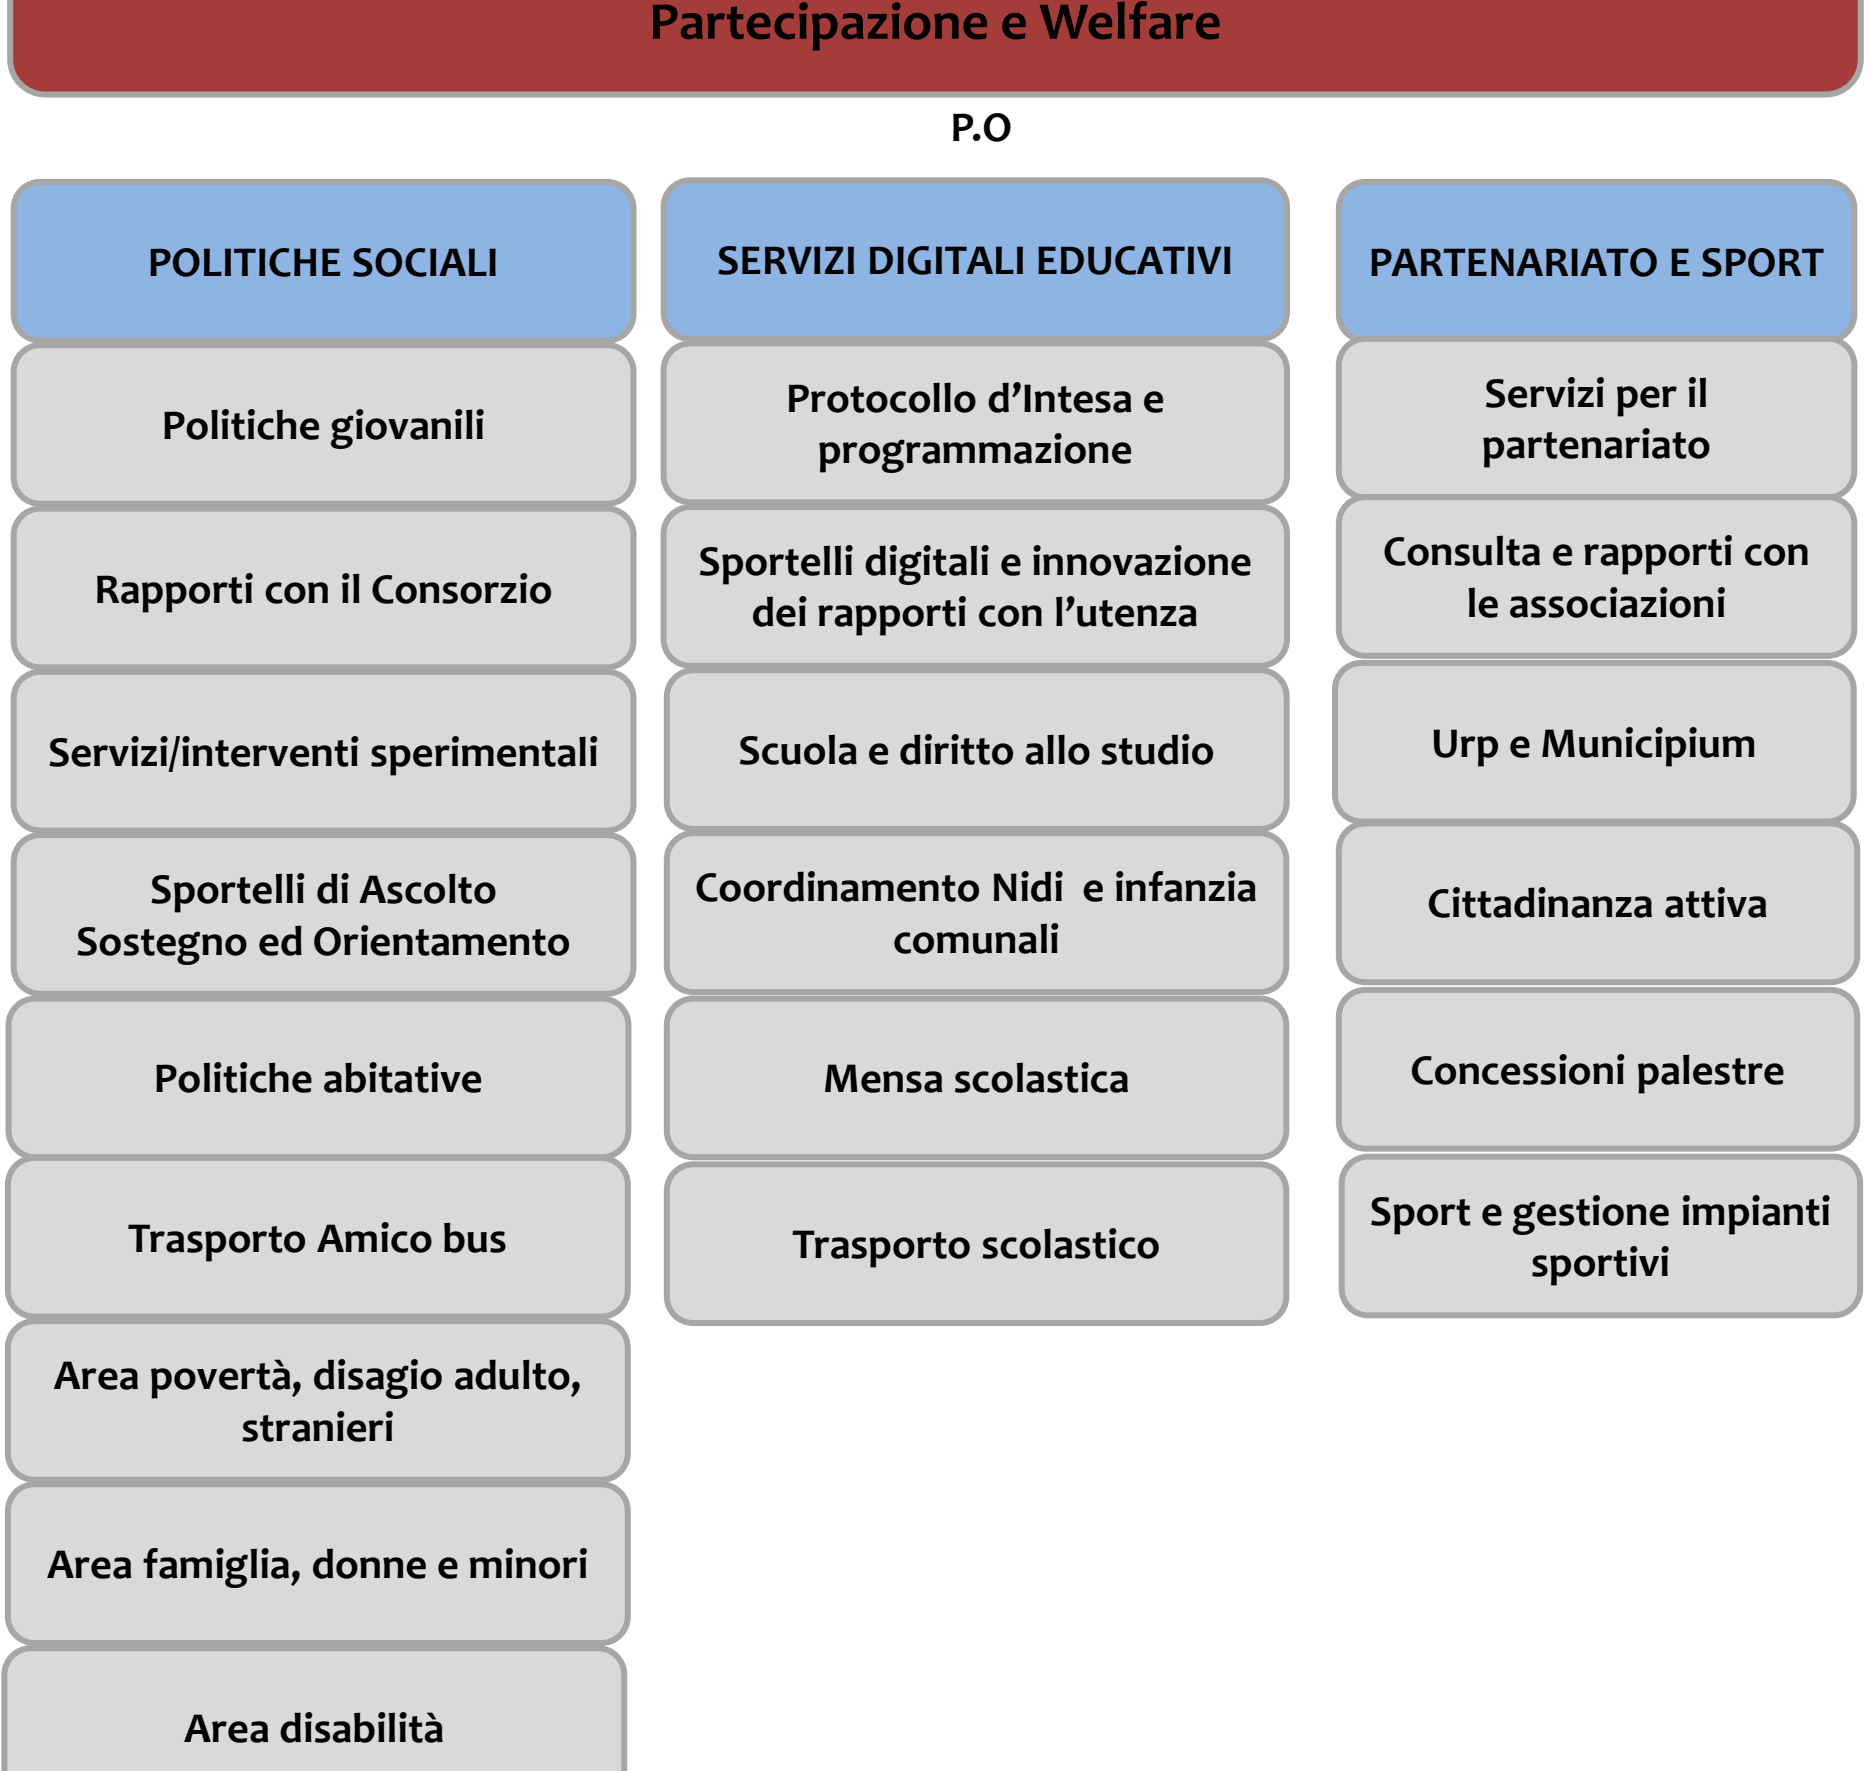 Partecipazione e Welfare
P.O
POLITICHE SOCIALI
Politiche giovanili
Rapporti con il Consorzio
Servizi/interventi sperimentali
Sportelli di Ascolto
Sostegno ed Orientamento
Politiche abitative
Trasporto Amico bus
Area povertà, disagio adulto,
stranieri
Area famiglia, donne e minori
Area disabilità
SERVIZI DIGITALI EDUCATIVI
Protocollo d’Intesa e
programmazione
Sportelli digitali e innovazione
dei rapporti con l’utenza
Scuola e diritto allo studio
Coordinamento Nidi  e infanzia
comunali
Mensa scolastica
Trasporto scolastico
PARTENARIATO E SPORT
Servizi per il
partenariato
Consulta e rapporti con
le associazioni
Urp e Municipium
Cittadinanza attiva
Concessioni palestre
Sport e gestione impianti
sportivi